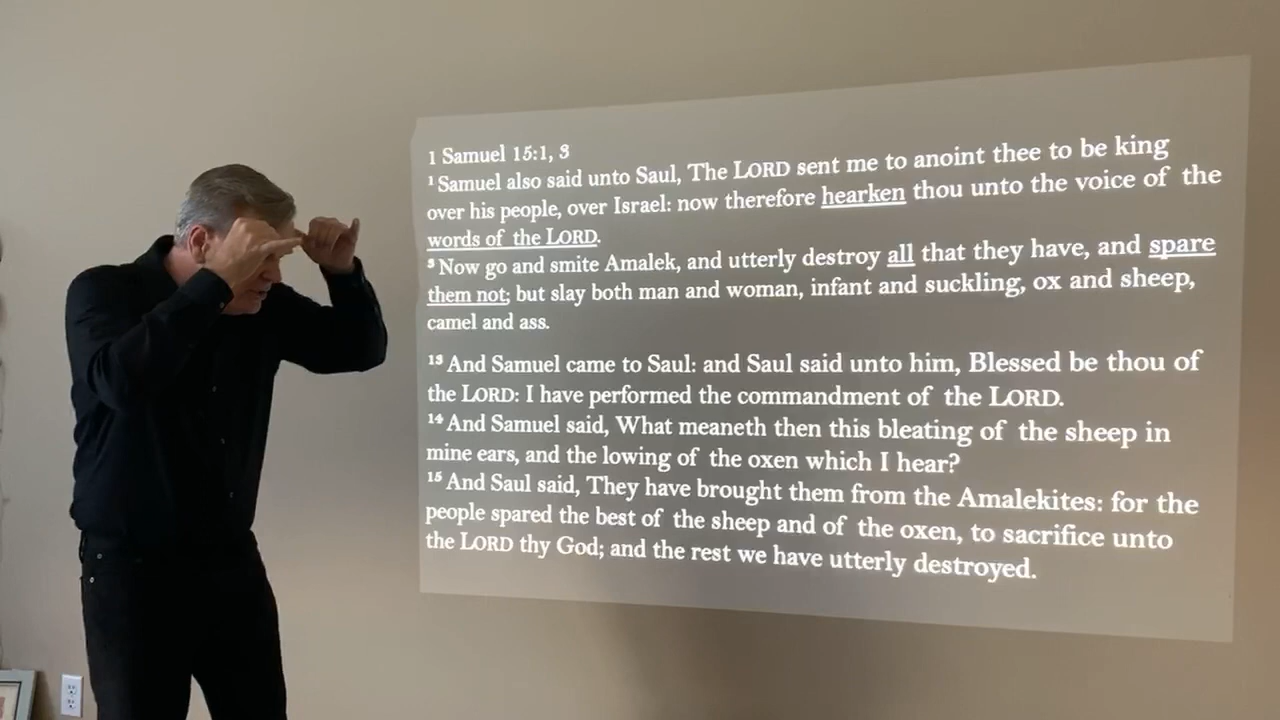 1 Samuel 15:1, 3
1 Samuel also said unto Saul, The LORD sent me to anoint thee to be king
over his people, over Israel: now therefore hearken thou unto the voice of the
words of the LORD.
3 Now go and smite Amalek, and utterly destroy all that they have, and spare
them not; but slay both man and woman, infant and suckling, ox and sheep,
camel and ass.
13 And Samuel came to Saul: and Saul said unto him, Blessed be thou of
the LORD: I have performed the commandment of the LORD.
14 And Samuel said, What meaneth then this bleating of the sheep in
mine ears, and the lowing of the oxen which I hear?
15 And Saul said, They have brought them from the Amalekites: for the
people spared the best of the sheep and of the oxen, to sacrifice unto
the LORD thy God; and the rest we have utterly destroyed.